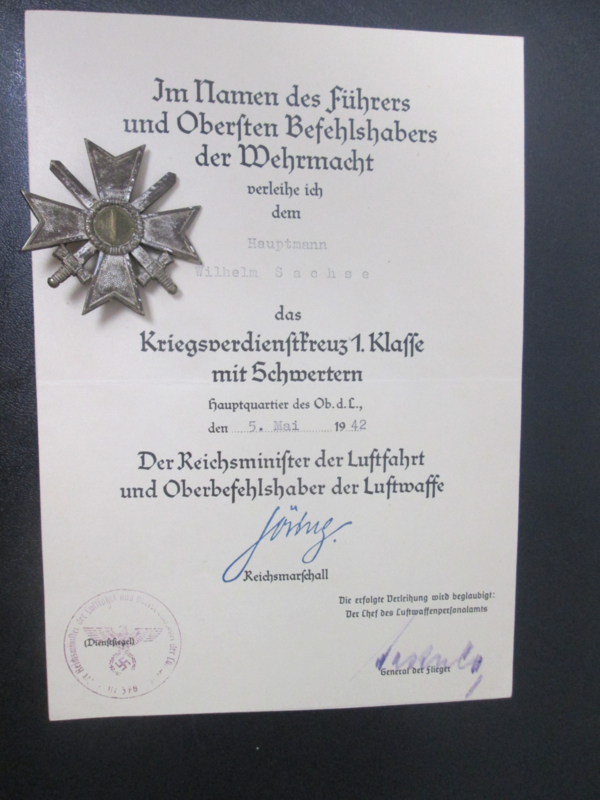 Im Namen des Führers
und Obersten Befehlshabers
der Wehrmacht
verleihe ich
dem
Hauptmann
Wilhelm Sachse
das
Kriegsverdienstkreuz 1. Klasse
mit Schwertern
Hauptquartier des Ob. d. L.,
den 5. Mai 1942
Der Reichsminister der Luftfahrt
und Oberbefehlshaber der Luftwaffe
Göring
Reichsmarschall
Die erfolgte Verleihung wird beglaubigt:
Der Chef des Luftwaffenpersonalamts
(Dienstsiegel)
General der Flieger